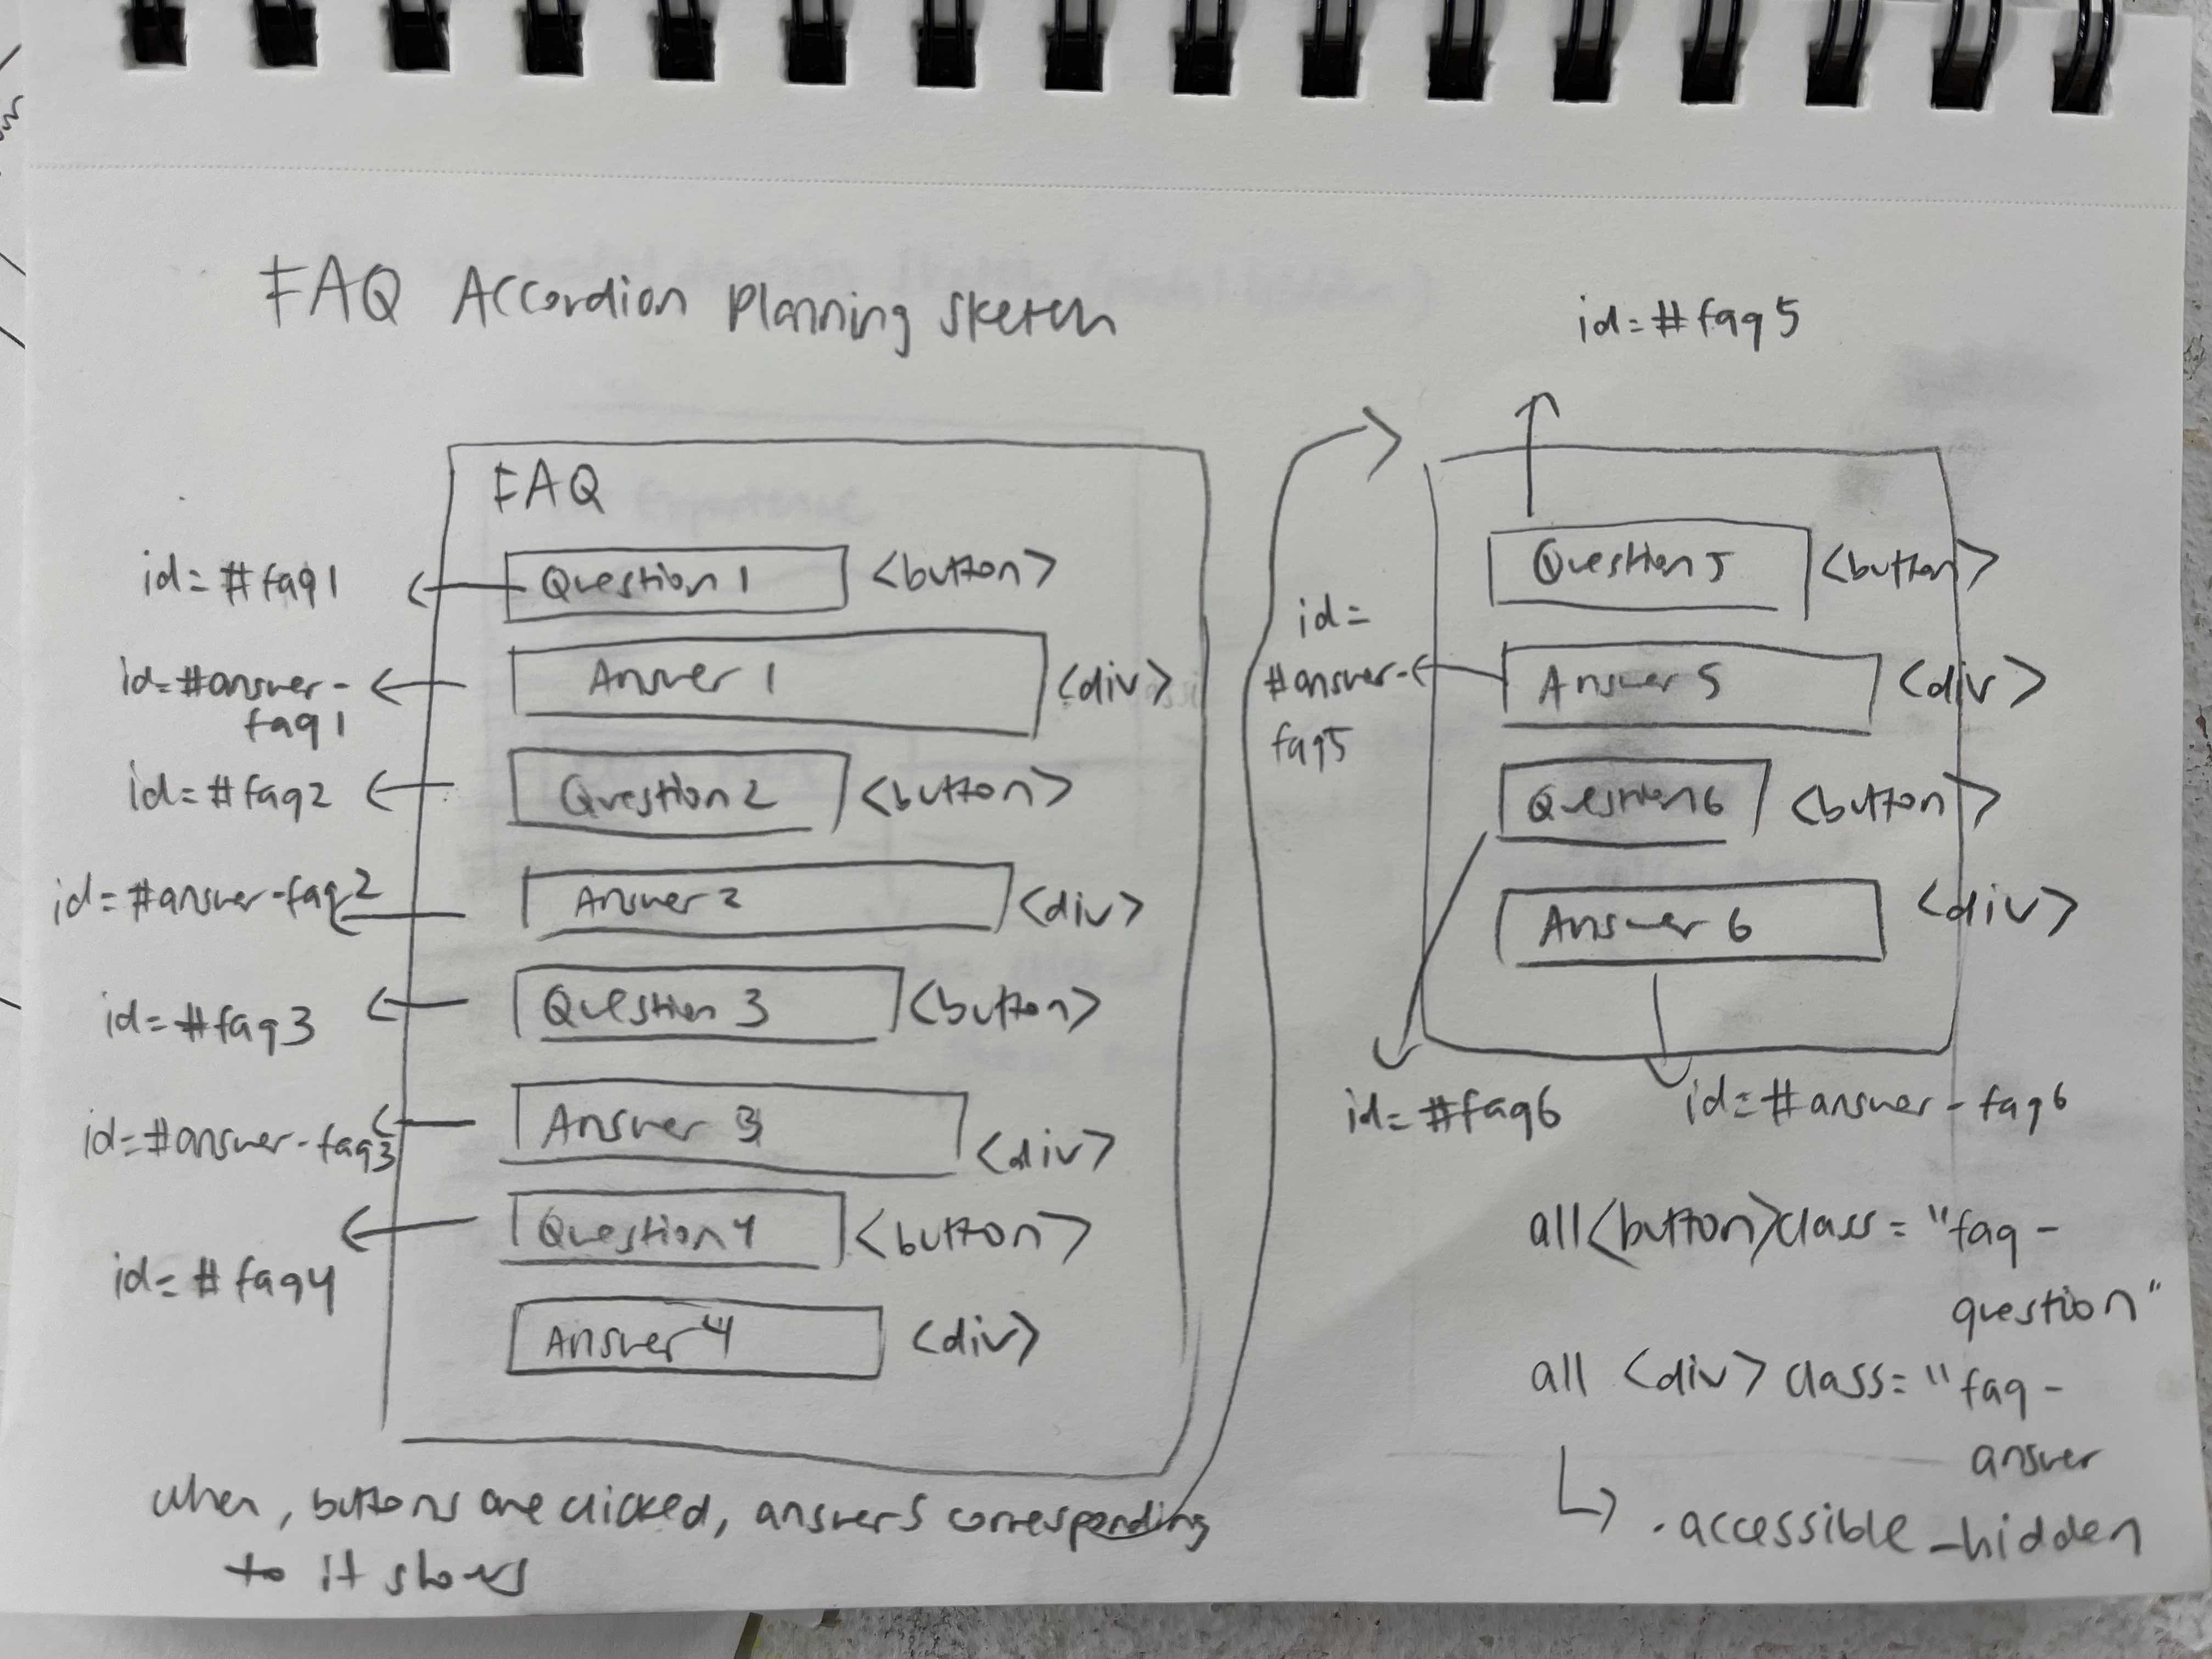 FAQ Accordion Planning Sketch
FAQ
id=#faq1
Question 1
<button>
id=#answer-
faq1
Answer 1
<div>
id=#faq2
Question 2
<button>
id=#answer-faq2
Answer 2
<div>
id=#faq3
Question 3
<button>
id=#answer-faq3
Answer 3
<div>
id=#faq4
Question 4
<button>
Answer 4
<div>
when, buttons are clicked, answers corresponding
to it shows
id=#faq5
Question 5
<button>
id=
#answer-
faq5
Answer 5
<div>
Question 6
<button>
Answer 6
<div>
id=#faq6
id=#answer-faq6
all <button> class="faq-
question"
all <div> class="faq-
answer
.accessible-hidden